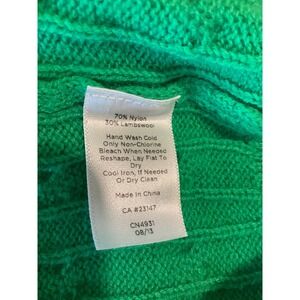 70% Nylon
30% Lambswool
Hand Wash Cold
Only Non-Chlorine
Bleach When Needed
Reshape, Lay Flat To
Dry
Cool Iron, If Needed
Or Dry Clean
Made In China
CA #23147
CN4931
08/13